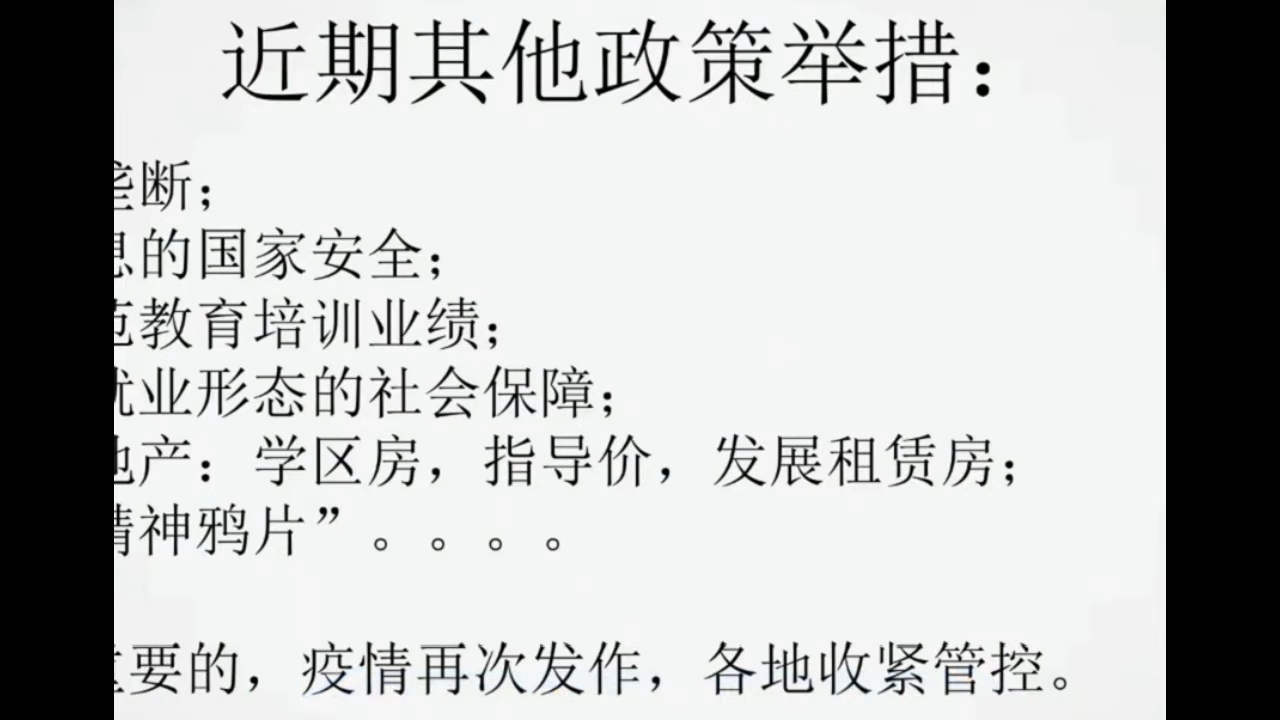 近期其他政策举措：
垄断；
息的国家安全；
范教育培训业绩；
就业形态的社会保障；
地产：学区房，指导价，发展租赁房；
精神鸦片”。。。。
重要的，疫情再次发作，各地收紧管控。